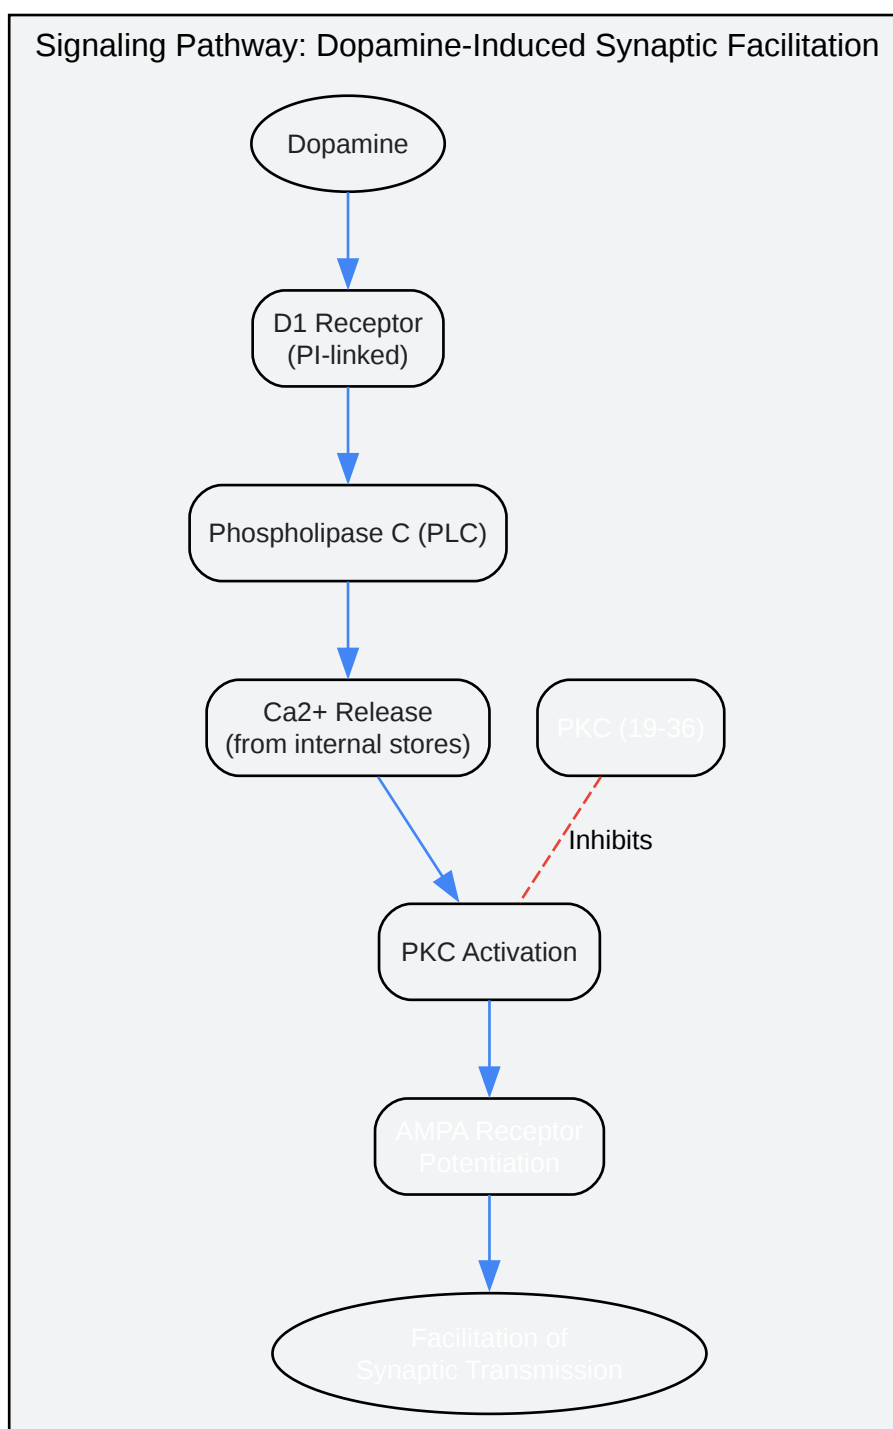 Signaling Pathway: Dopamine-Induced Synaptic Facilitation
Dopamine
D1 Receptor
(PI-linked)
Phospholipase C (PLC)
Ca2+ Release
(from internal stores)
PKC (19-36)
Inhibits
PKC Activation
AMPA Receptor
Potentiation
Facilitation of
Synaptic Transmission